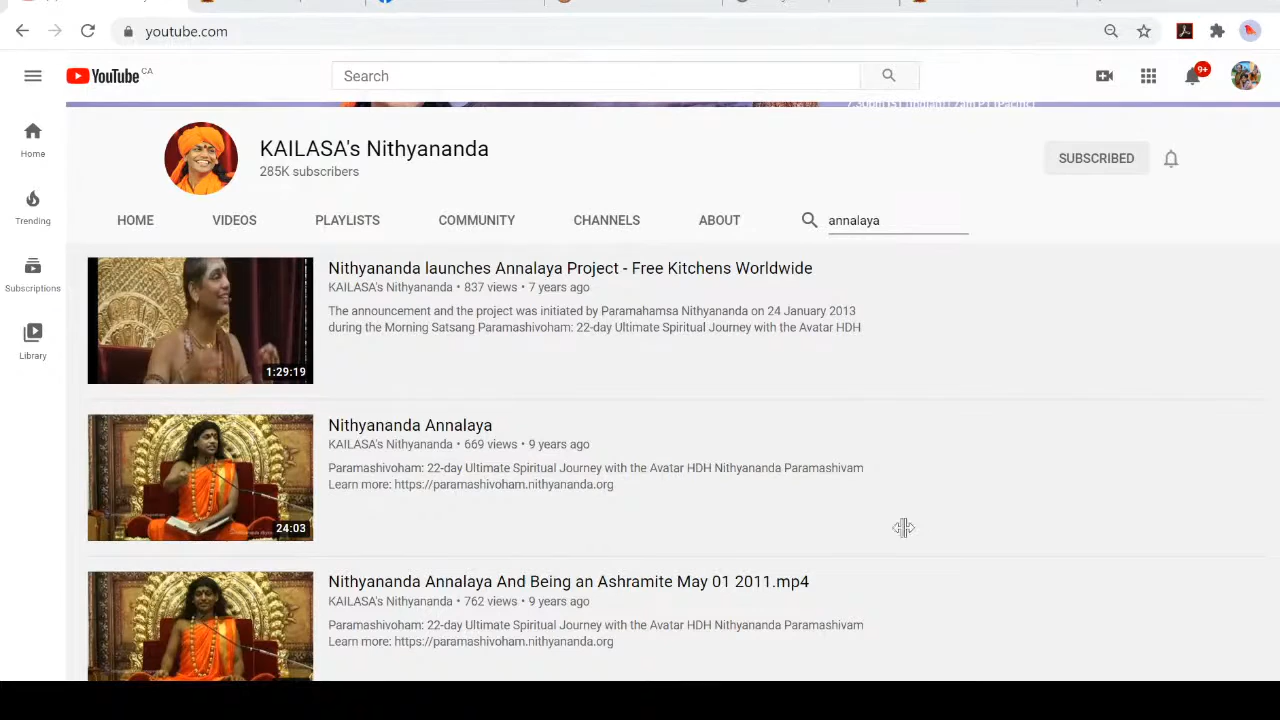 youtube.com
YouTube CA
Search
9+
KAILASA's Nithyananda
285K subscribers
SUBSCRIBED
Home
Trending
Subscriptions
Library
HOME VIDEOS PLAYLISTS COMMUNITY CHANNELS ABOUT annalaya
Nithyananda launches Annalaya Project - Free Kitchens Worldwide
KAILASA's Nithyananda • 837 views • 7 years ago
The announcement and the project was initiated by Paramahamsa Nithyananda on 24 January 2013
during the Morning Satsang Paramashivoham: 22-day Ultimate Spiritual Journey with the Avatar HDH
1:29:19
Nithyananda Annalaya
KAILASA's Nithyananda • 669 views • 9 years ago
Paramashivoham: 22-day Ultimate Spiritual Journey with the Avatar HDH Nithyananda Paramashivam
Learn more: https://paramashivoham.nithyananda.org
24:03
Nithyananda Annalaya And Being an Ashramite May 01 2011.mp4
KAILASA's Nithyananda • 762 views • 9 years ago
Paramashivoham: 22-day Ultimate Spiritual Journey with the Avatar HDH Nithyananda Paramashivam
Learn more: https://paramashivoham.nithyananda.org